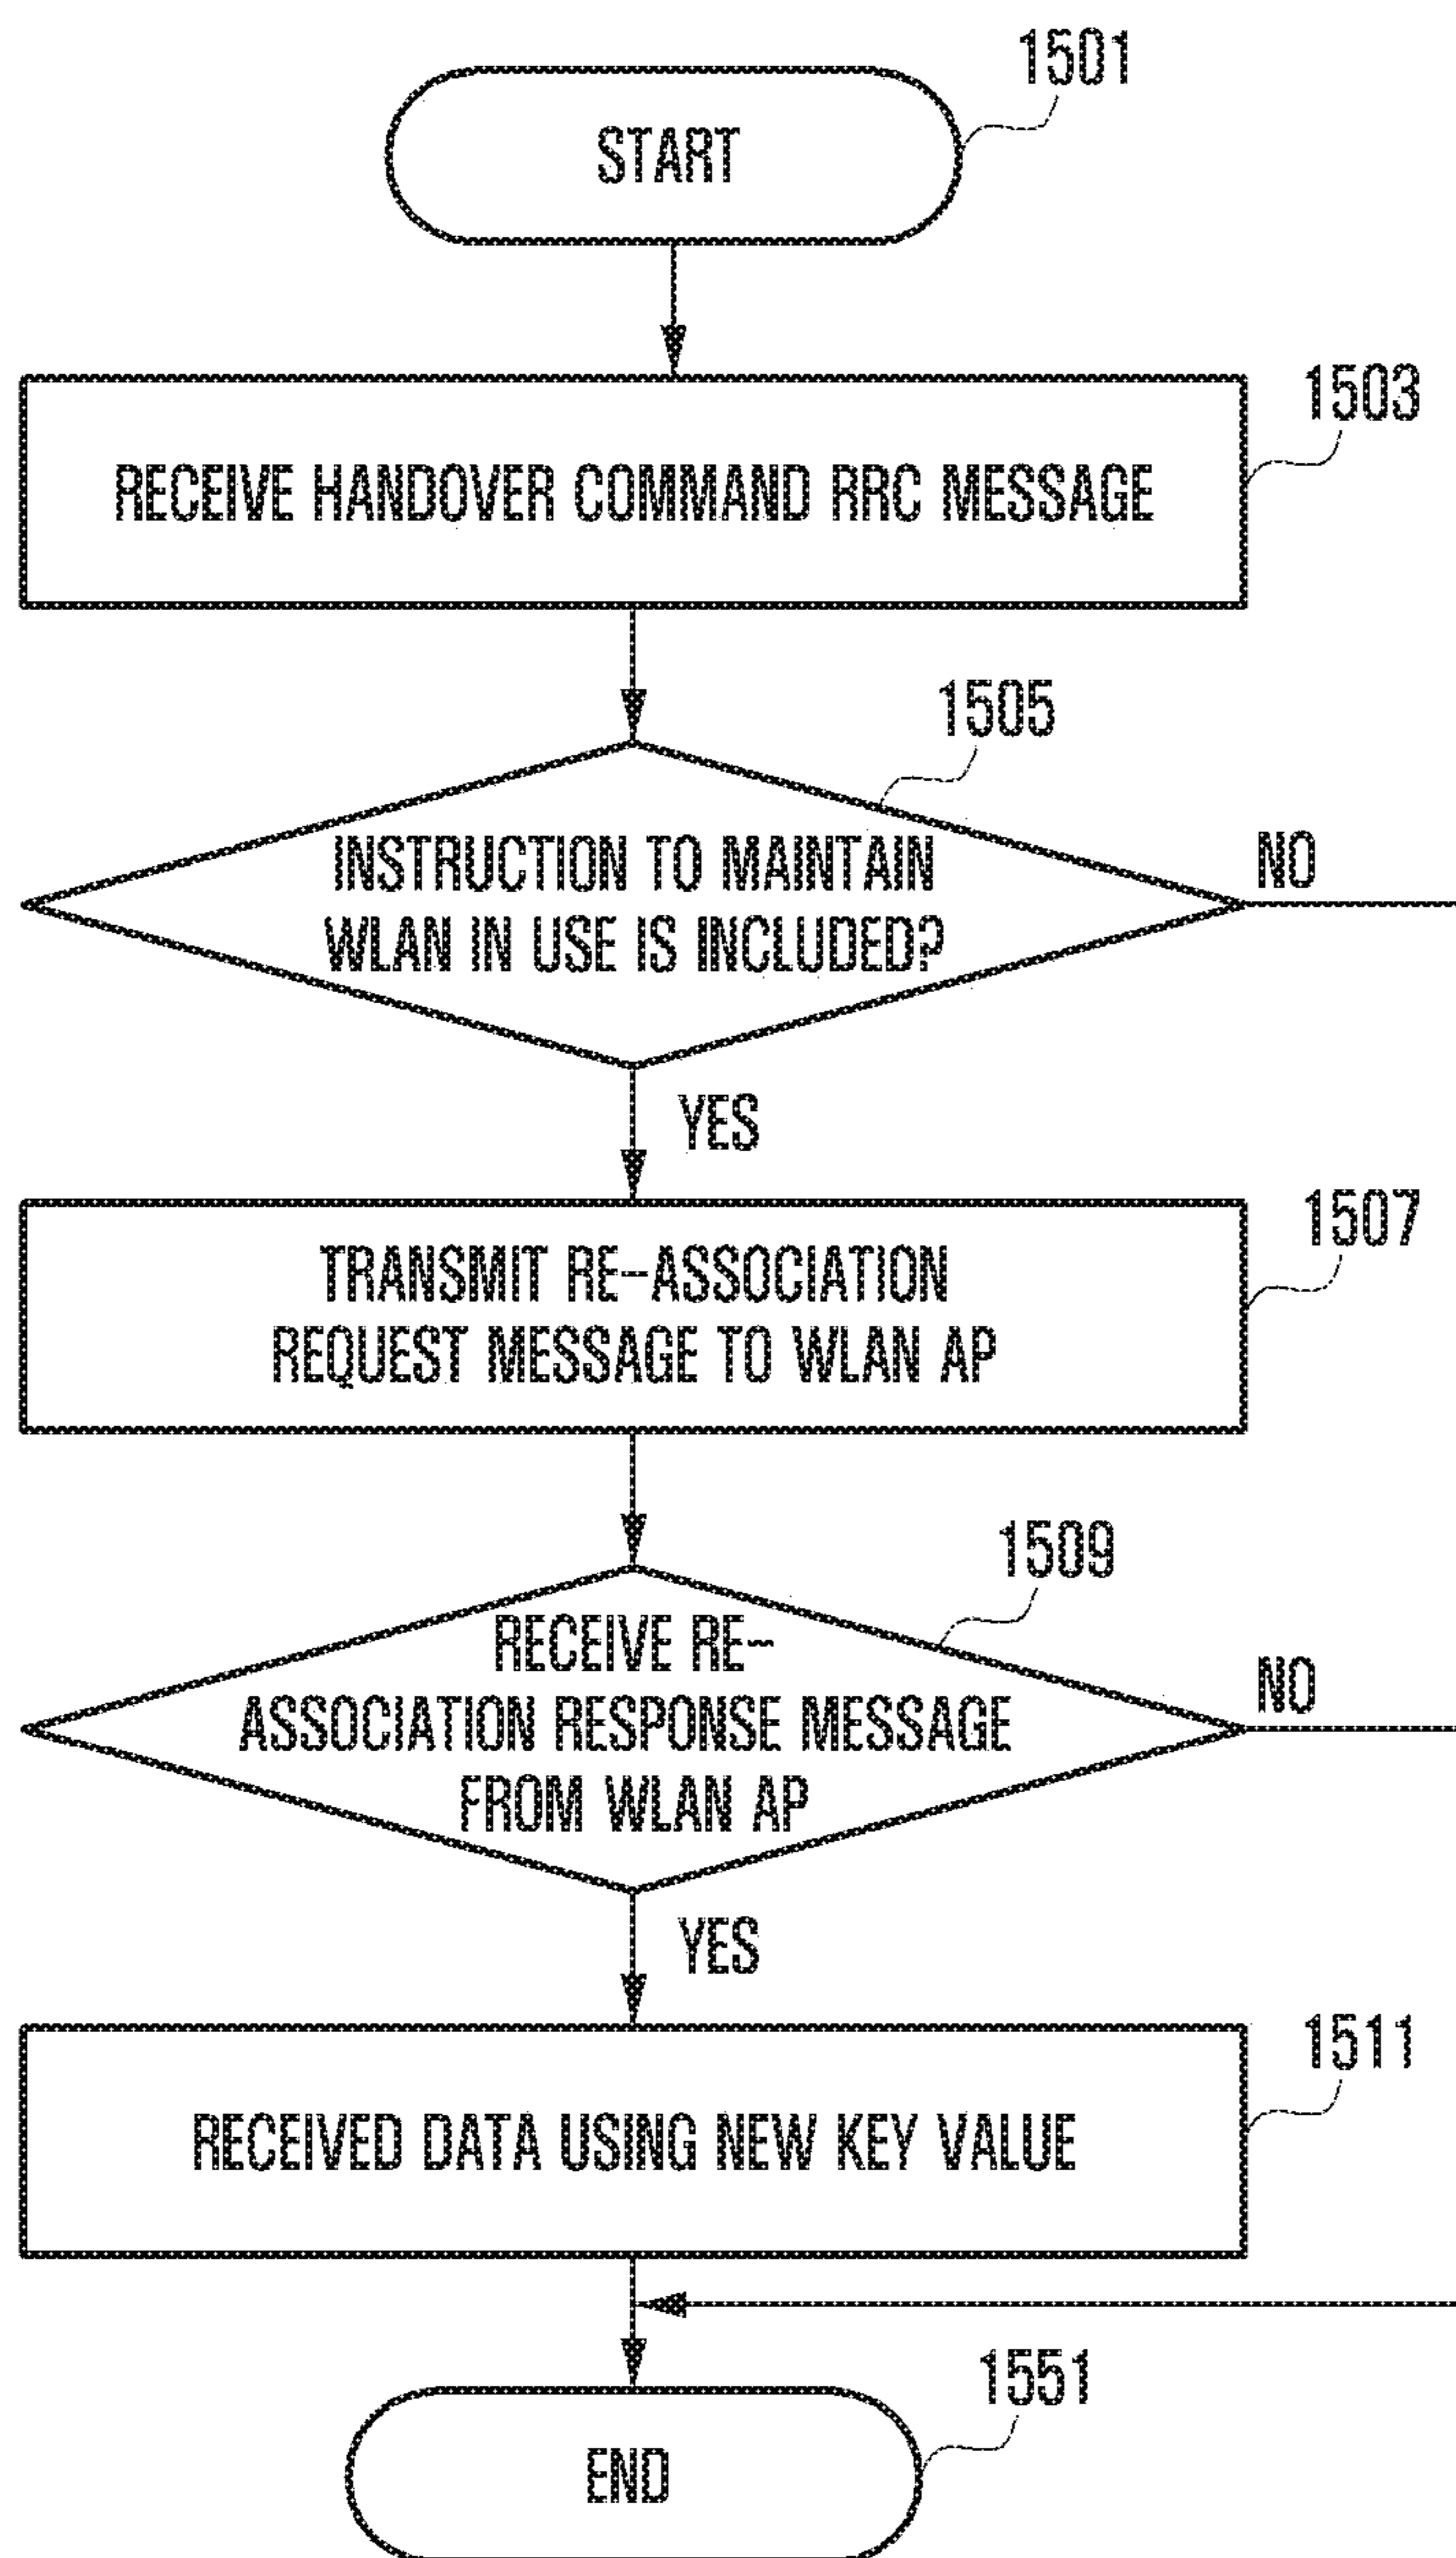 1501
START
1503
RECEIVE HANDOVER COMMAND RRC MESSAGE
1505
INSTRUCTION TO MAINTAIN
WLAN IN USE IS INCLUDED?
NO
YES
1507
TRANSMIT RE-ASSOCIATION
REQUEST MESSAGE TO WLAN AP
1509
RECEIVE RE-
ASSOCIATION RESPONSE MESSAGE
FROM WLAN AP
NO
YES
1511
RECEIVED DATA USING NEW KEY VALUE
1551
END